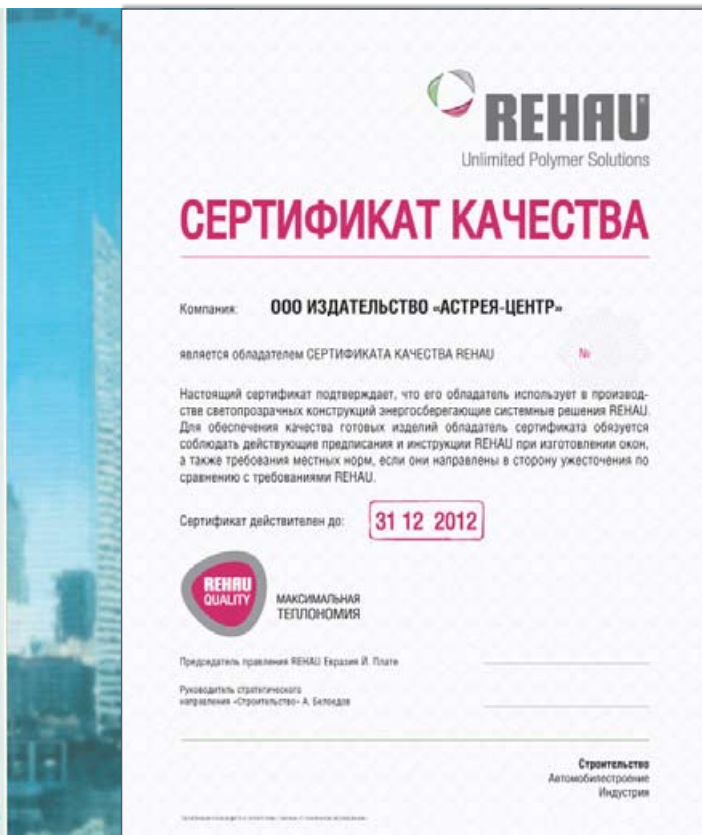 REHAU
Unlimited Polymer Solutions
СЕРТИФИКАТ КАЧЕСТВА
Компания: ООО ИЗДАТЕЛЬСТВО «АСТРЕЯ-ЦЕНТР»
является обладателем СЕРТИФИКАТА КАЧЕСТВА REHAU №
Настоящий сертификат подтверждает, что его обладатель использует в производ-
стве светопрозрачных конструкций энергосберегающие системные решения REHAU.
Для обеспечения качества готовых изделий обладатель сертификата обязуется
соблюдать действующие предписания и инструкции REHAU при изготовлении окон,
а также требования местных норм, если они направлены в сторону ужесточения по
сравнению с требованиями REHAU.
Сертификат действителен до: 31 12 2012
REHAU
QUALITY
МАКСИМАЛЬНАЯ
ТЕПЛОНОМИЯ
Председатель правления REHAU Евразия Й. Плате
Руководитель стратегического
направления «Строительство» А. Белоедов
Строительство
Автомобилестроение
Индустрия